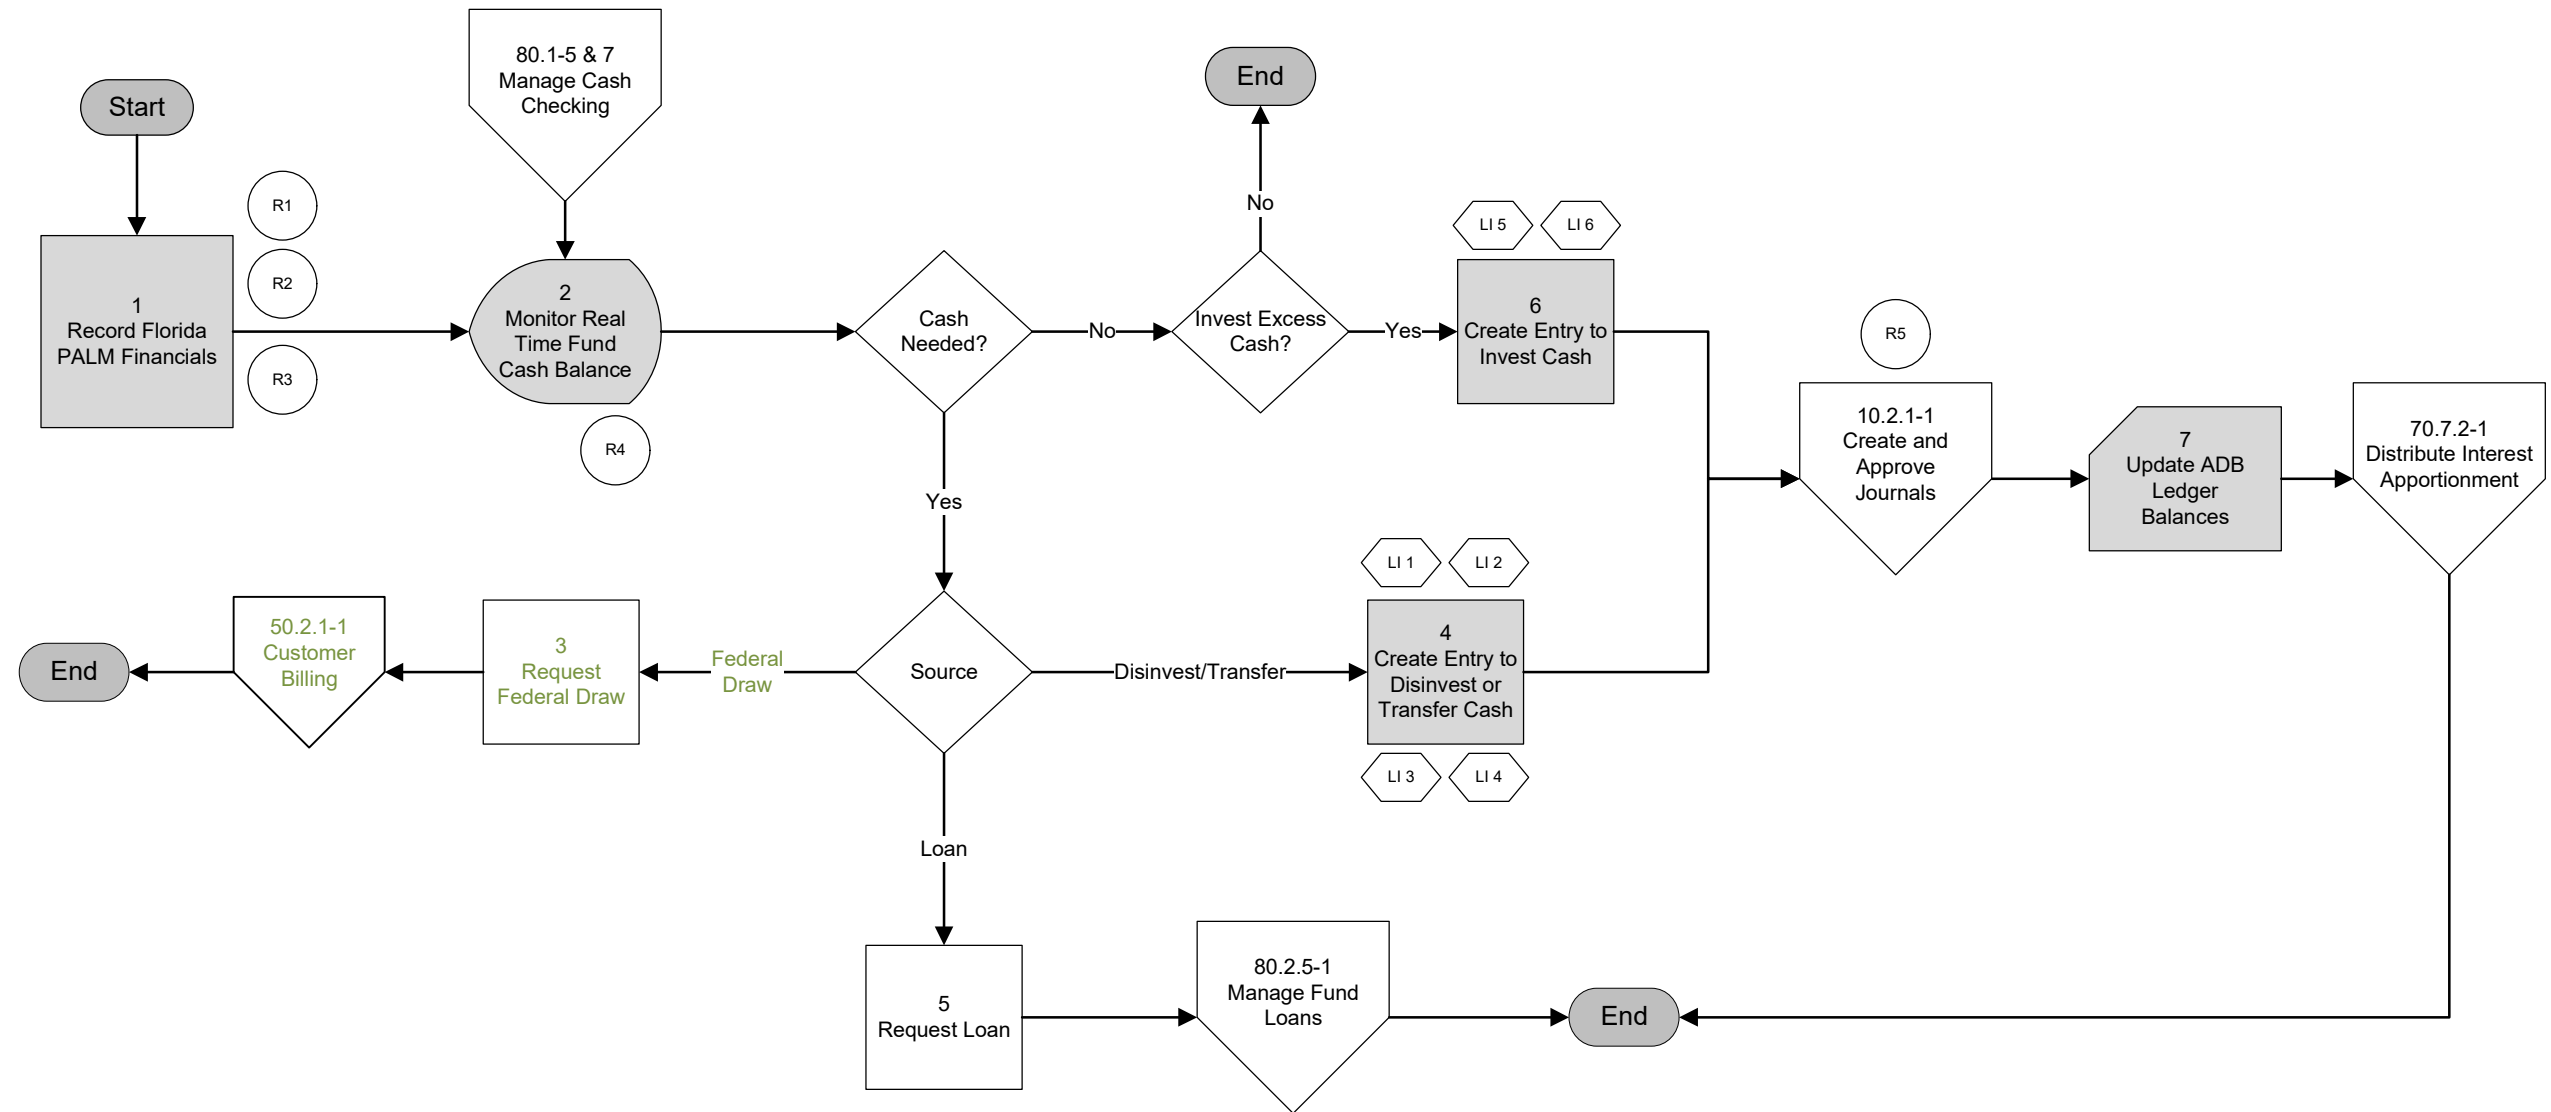 80.1-5 & 7
Manage Cash
Checking
Start
End
R1
R2
R3
No
LI 5
LI 6
1
Record Florida
PALM Financials
2
Monitor Real
Time Fund
Cash Balance
R4
Cash
Needed?
No
Invest Excess
Cash?
Yes
6
Create Entry to
Invest Cash
R5
10.2.1-1
Create and
Approve
Journals
7
Update ADB
Ledger
Balances
70.7.2-1
Distribute Interest
Apportionment
Yes
LI 1
LI 2
End
50.2.1-1
Customer
Billing
3
Request
Federal Draw
Federal
Draw
Source
Disinvest/Transfer
4
Create Entry to
Disinvest or
Transfer Cash
LI 3
LI 4
Loan
5
Request Loan
80.2.5-1
Manage Fund
Loans
End